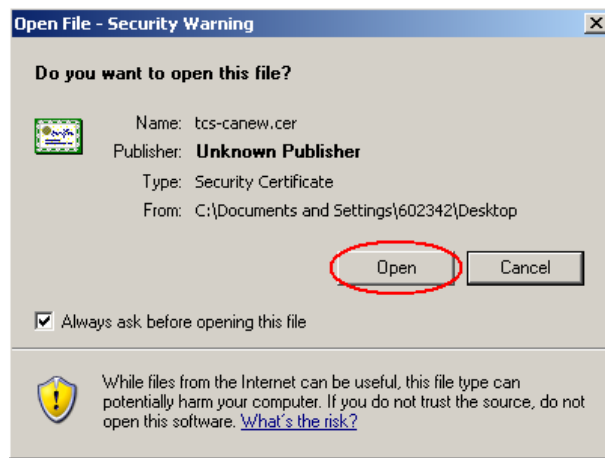 Open File - Security Warning
Do you want to open this file?
Name: tcs-canew.cer
Publisher: Unknown Publisher
Type: Security Certificate
From: C:\Documents and Settings\602342\Desktop
Open Cancel
Always ask before opening this file
While files from the Internet can be useful, this file type can
potentially harm your computer. If you do not trust the source, do not
open this software. What's the risk?